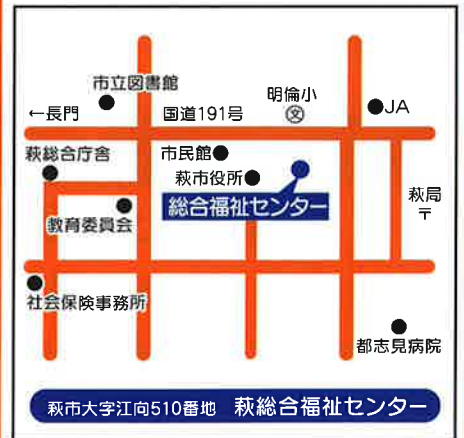 市立図書館
明倫小
文
JA
←長門
国道191号
萩総合庁舎
市民館
萩市役所
萩局
〒
総合福祉センター
教育委員会
社会保険事務所
都志見病院
萩市大字江向510番地 萩総合福祉センター